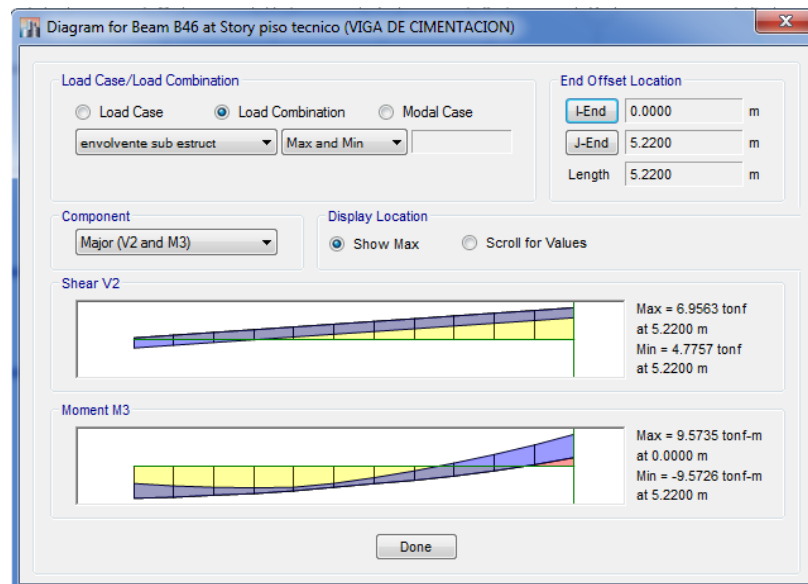 Diagram for Beam B46 at Story piso tecnico (VIGA DE CIMENTACION)
Load Case/Load Combination
Load Case Load Combination Modal Case
envolvente sub estruct Max and Min
End Offset Location
I-End 0.0000 m
J-End 5.2200 m
Length 5.2200 m
Component
Major (V2 and M3)
Display Location
Show Max Scroll for Values
Shear V2
Max = 6.9563 tonf
at 5.2200 m
Min = 4.7757 tonf
at 5.2200 m
Moment M3
Max = 9.5735 tonf-m
at 0.0000 m
Min = -9.5726 tonf-m
at 5.2200 m
Done